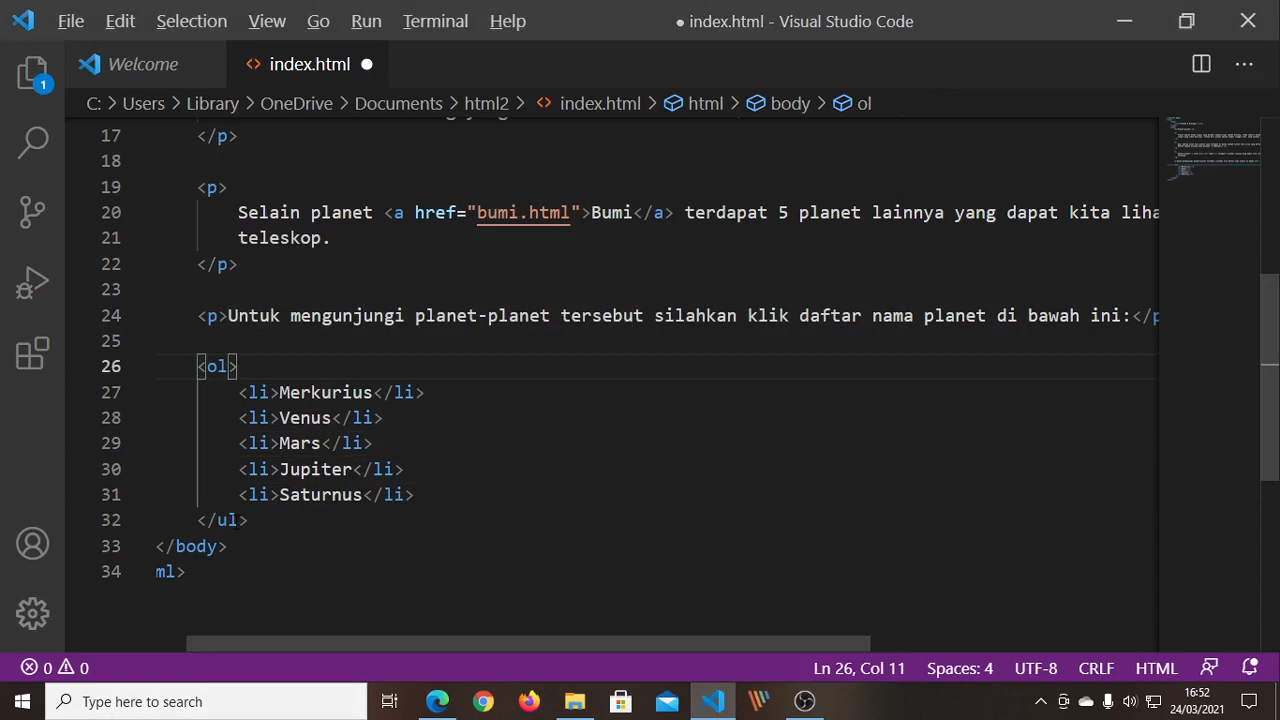 File Edit Selection View Go Run Terminal Help
● index.html - Visual Studio Code
Welcome
index.html
C: > Users > Library > OneDrive > Documents > html2 > index.html > html > body > ol
17 </p>
18
19 <p>
20 Selain planet <a href="bumi.html">Bumi</a> terdapat 5 planet lainnya yang dapat kita liha
21 teleskop.
22 </p>
23
24 <p>Untuk mengunjungi planet-planet tersebut silahkan klik daftar nama planet di bawah ini:</p
25
26 <ol>
27 <li>Merkurius</li>
28 <li>Venus</li>
29 <li>Mars</li>
30 <li>Jupiter</li>
31 <li>Saturnus</li>
32 </ul>
33 </body>
34 ml>
1
0 0
Ln 26, Col 11 Spaces: 4 UTF-8 CRLF HTML
Type here to search
16:52
24/03/2021